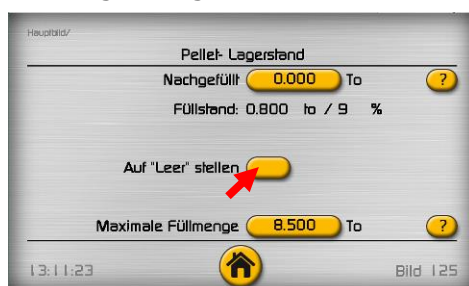 Hauptbild/
Pellet- Lagerstand
Nachgefüllt 0.000 To ?
Füllstand: 0.800 to / 9 %
Auf "Leer" stellen
Maximale Füllmenge 8.500 To ?
13:11:23 Bild 125